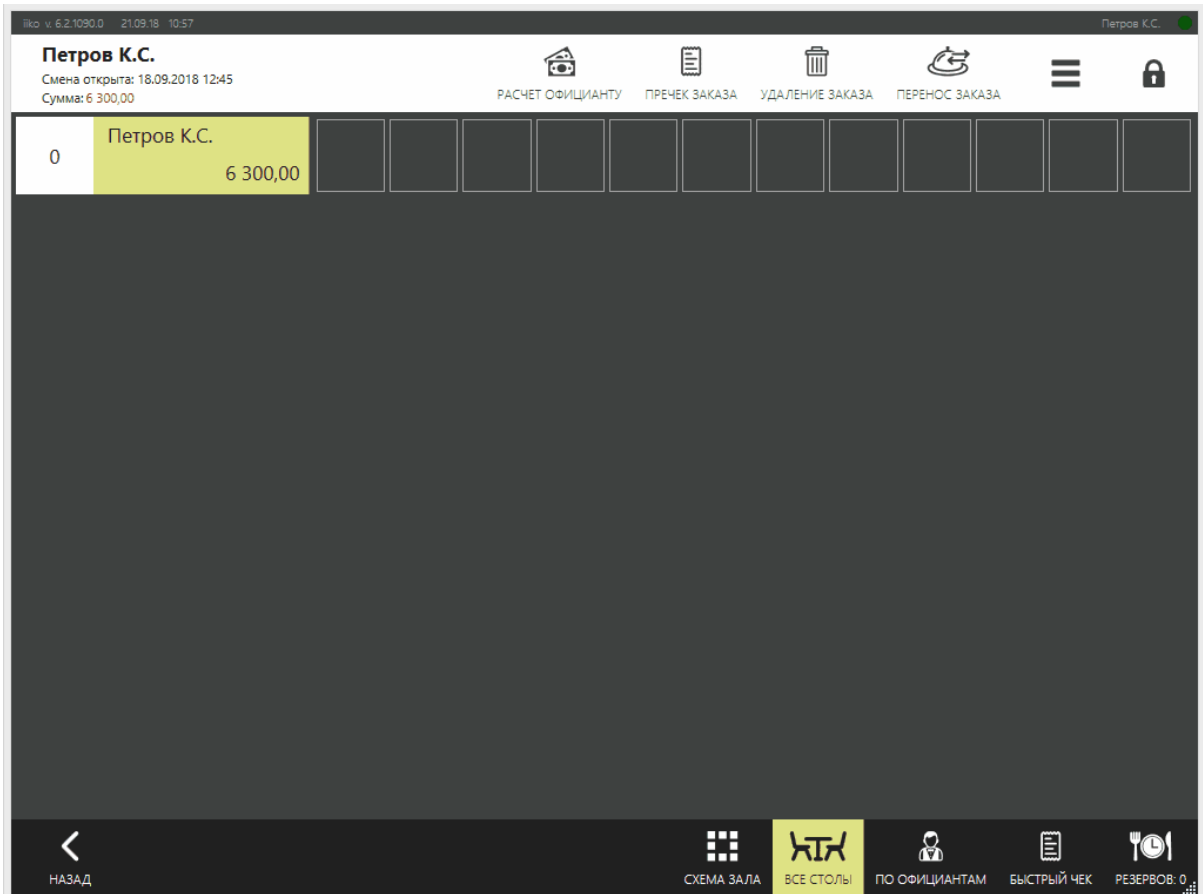 iiko v. 6.2.1090.0 21.09.18 10:57 Петров К.С.
Петров К.С.
Смена открыта: 18.09.2018 12:45
Сумма: 6 300,00
РАСЧЕТ ОФИЦИАНТУ ПРЕЧЕК ЗАКАЗА УДАЛЕНИЕ ЗАКАЗА ПЕРЕНОС ЗАКАЗА
0 Петров К.С.
6 300,00
НАЗАД СХЕМА ЗАЛА ВСЕ СТОЛЫ ПО ОФИЦИАНТАМ БЫСТРЫЙ ЧЕК РЕЗЕРВОВ: 0